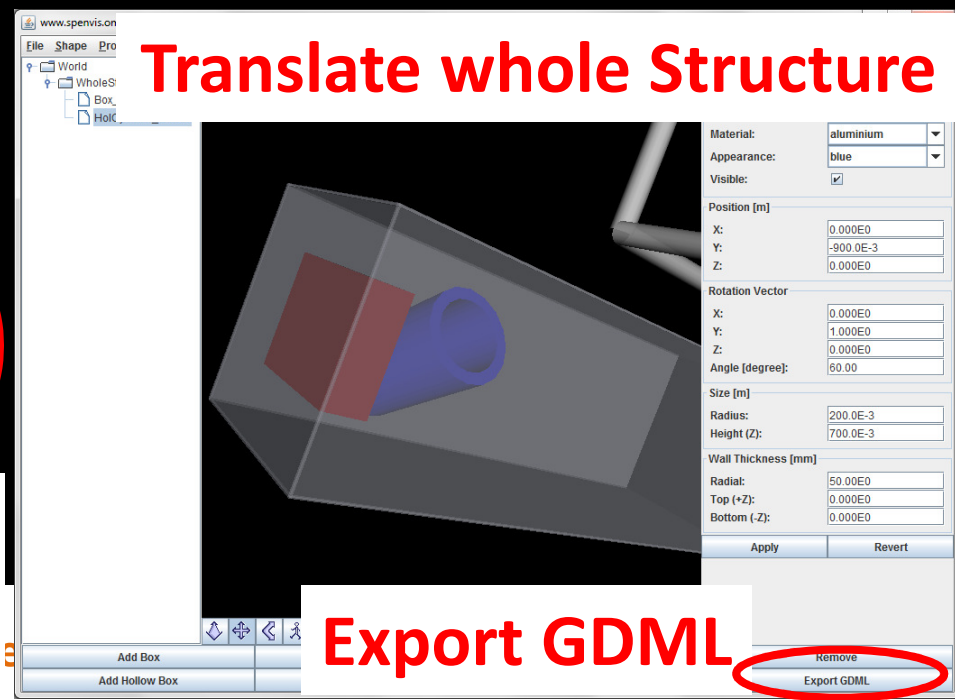 www.spenvis.on
Translate whole Structure
File Shape Pro
World
WholeS
Box_
Material: aluminium
Appearance: blue
Visible:
Position [m]
X: 0.000E0
Y: -900.0E-3
Z: 0.000E0
Rotation Vector
X: 0.000E0
Y: 1.000E0
Z: 0.000E0
Angle [degree]: 60.00
Size [m]
Radius: 200.0E-3
Height (Z): 700.0E-3
Wall Thickness [mm]
Radial: 50.00E0
Top (+Z): 0.000E0
Bottom (-Z): 0.000E0
Apply Revert
Export GDML
Add Box Remove
Add Hollow Box Export GDML